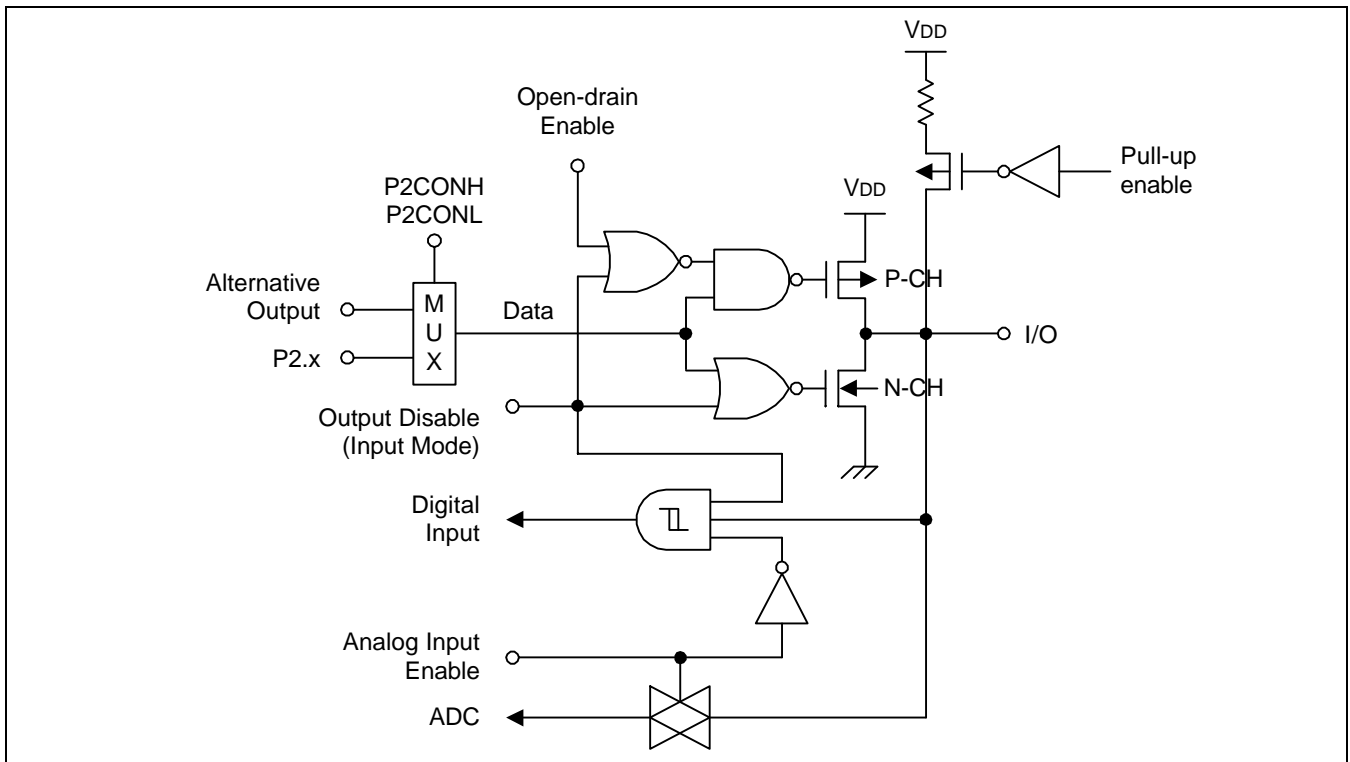 VDD
Open-drain
Enable
Pull-up
enable
P2CONH
P2CONL
VDD
Alternative
Output
M
U
X
Data
P-CH
P2.x
I/O
N-CH
Output Disable
(Input Mode)
Digital
Input
Analog Input
Enable
ADC